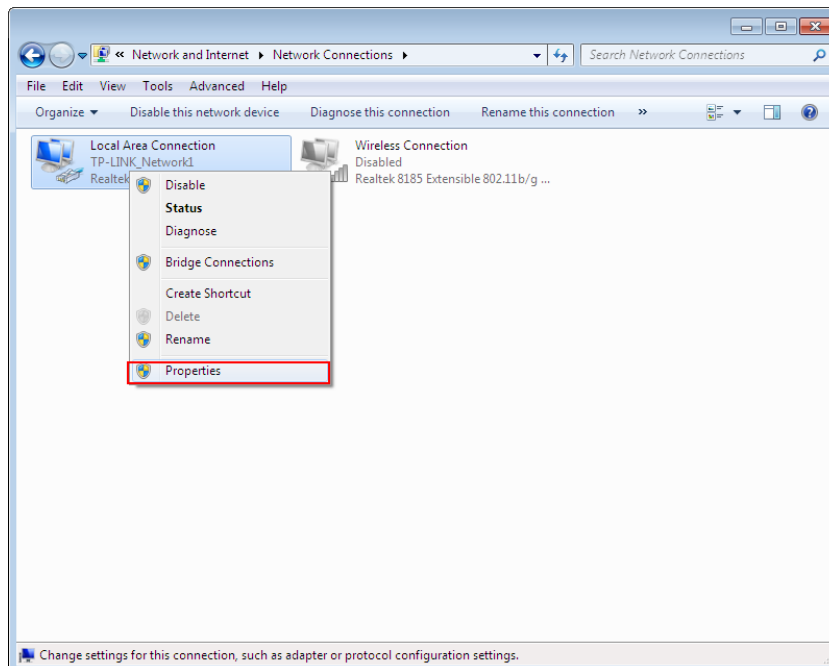 « Network and Internet Network Connections Search Network Connections
File Edit View Tools Advanced Help
Organize Disable this network device Diagnose this connection Rename this connection »
Local Area Connection
TP-LINK_Network1
Realtek
Wireless Connection
Disabled
Realtek 8185 Extensible 802.11b/g ...
Disable
Status
Diagnose
Bridge Connections
Create Shortcut
Delete
Rename
Properties
Change settings for this connection, such as adapter or protocol configuration settings.